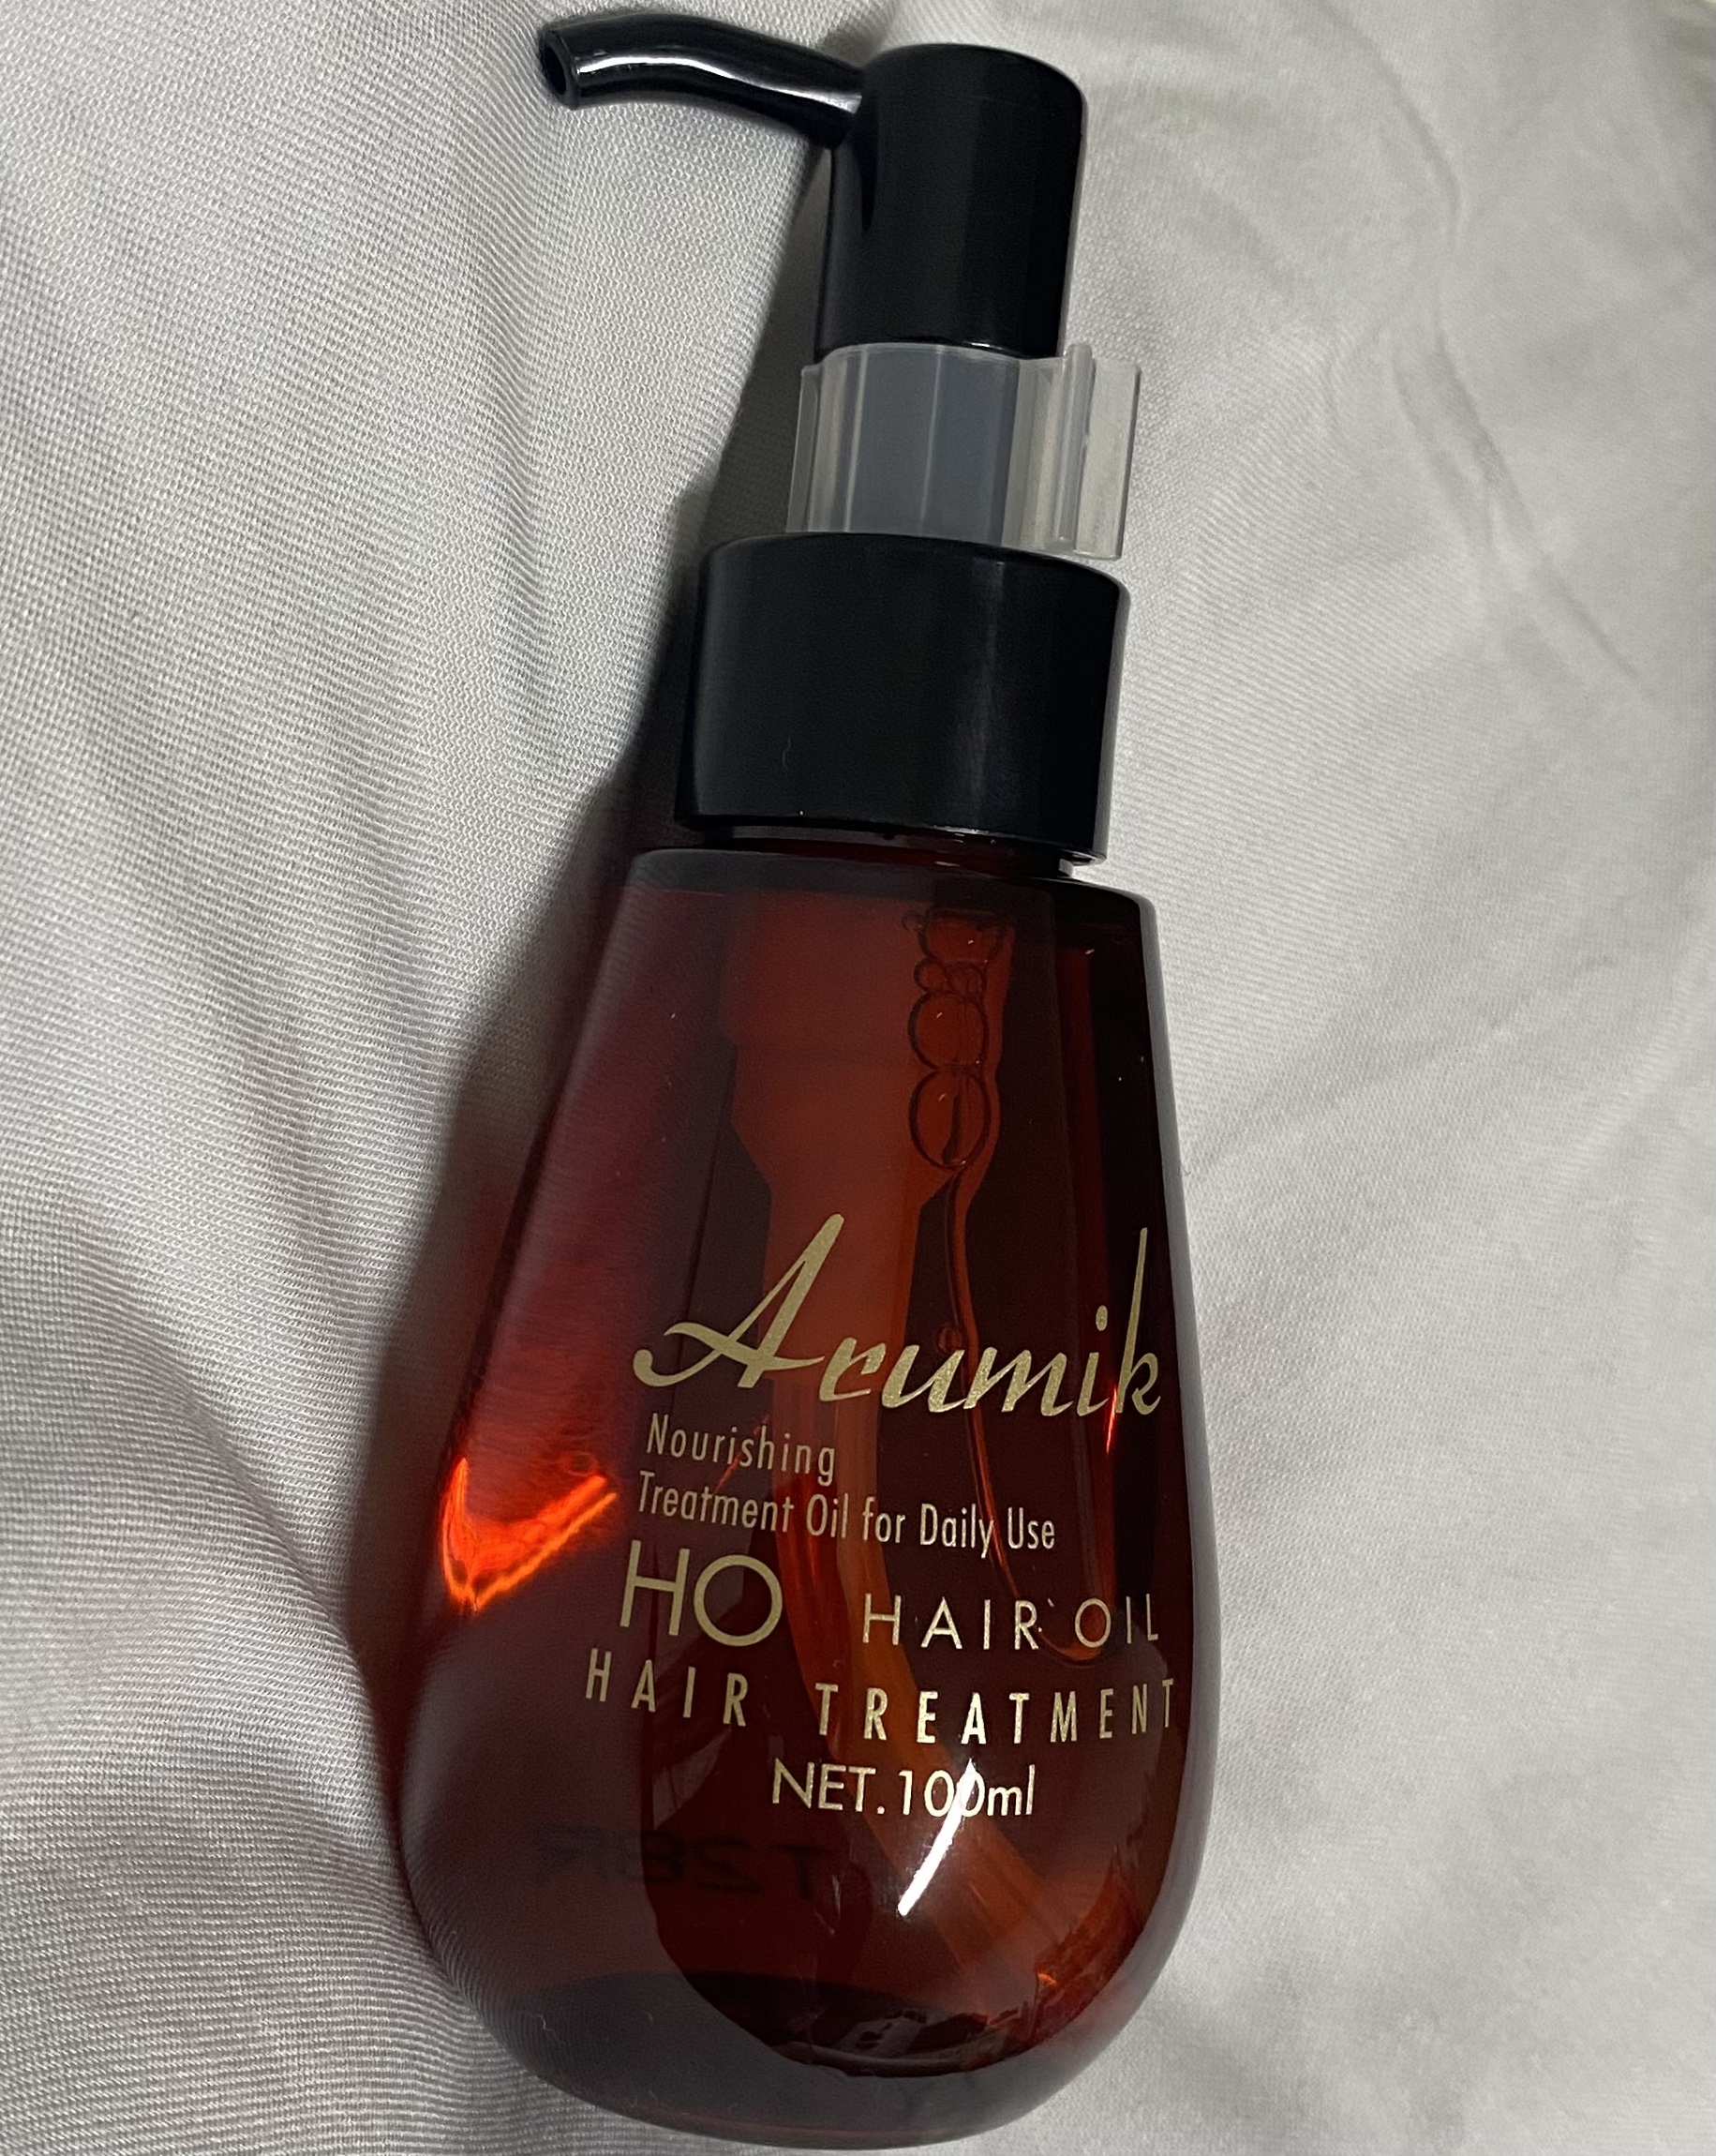 Arumik
Nourishing
Treatment Oil for Daily Use
HO HAIR OIL
HAIR TREATMENT
NET.100ml